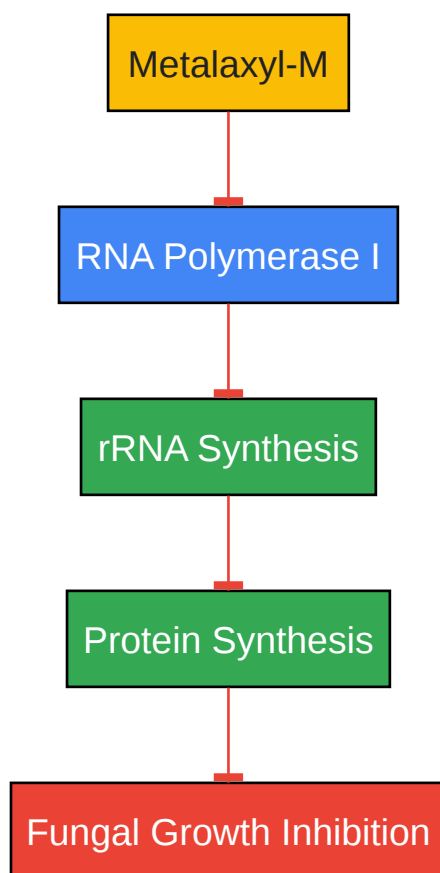 Metalaxyl-M
RNA Polymerase I
rRNA Synthesis
Protein Synthesis
Fungal Growth Inhibition